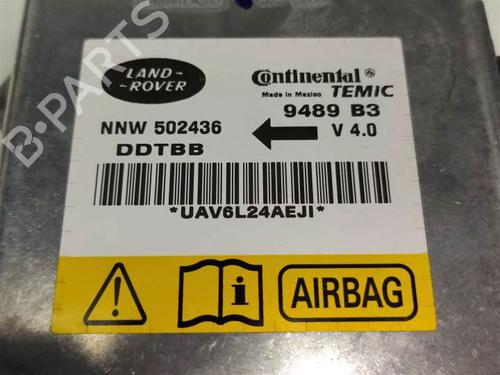 LAND-
-ROVER
Continental
Made in Mexico TEMIC
9489 B3
NNW 502436
V 4.0
DDTBB
*UAV6L24AEJI*
AIRBAG
B-PARTS